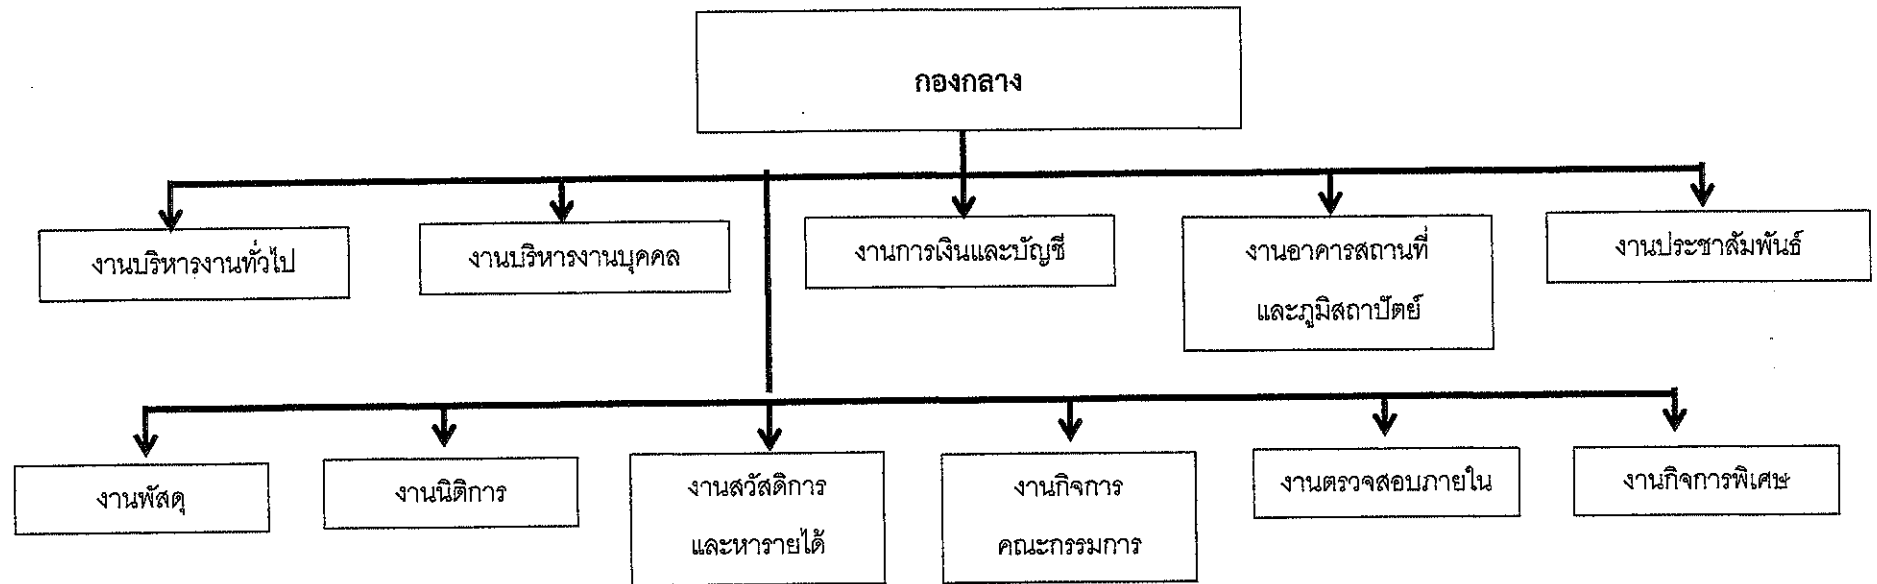 กองกลาง
งานบริหารงานทั่วไป
งานบริหารงานบุคคล
งานการเงินและบัญชี
งานอาคารสถานที่
และภูมิสถาปัตย์
งานประชาสัมพันธ์
งานพัสดุ
งานนิติการ
งานสวัสดิการ
และหารายได้
งานกิจการ
คณะกรรมการ
งานตรวจสอบภายใน
งานกิจการพิเศษ